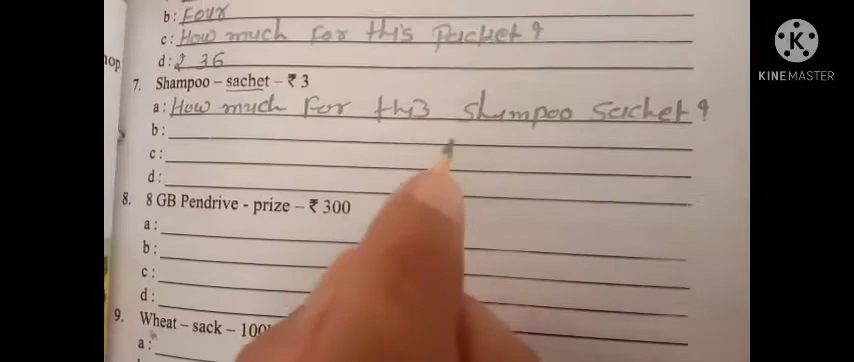 b: Four
c: How much for this Packet?
d: ₹ 36
7. Shampoo – sachet – ₹ 3
a: How much for this Shampoo Sachet?
b:
c:
d:
8. 8 GB Pendrive - prize – ₹ 300
a:
b:
c:
d:
9. Wheat – sack – 100
a:
KINEMASTER